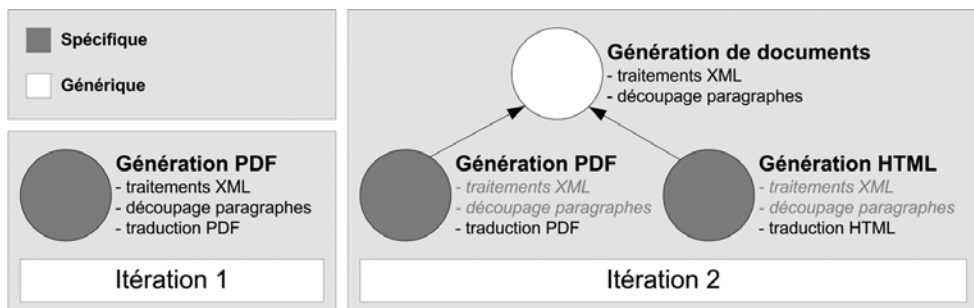 Spécifique
Générique
Génération PDF
- traitements XML
- découpage paragraphes
- traduction PDF
Itération 1
Génération de documents
- traitements XML
- découpage paragraphes
Génération PDF
- traitements XML
- découpage paragraphes
- traduction PDF
Génération HTML
- traitements XML
- découpage paragraphes
- traduction HTML
Itération 2